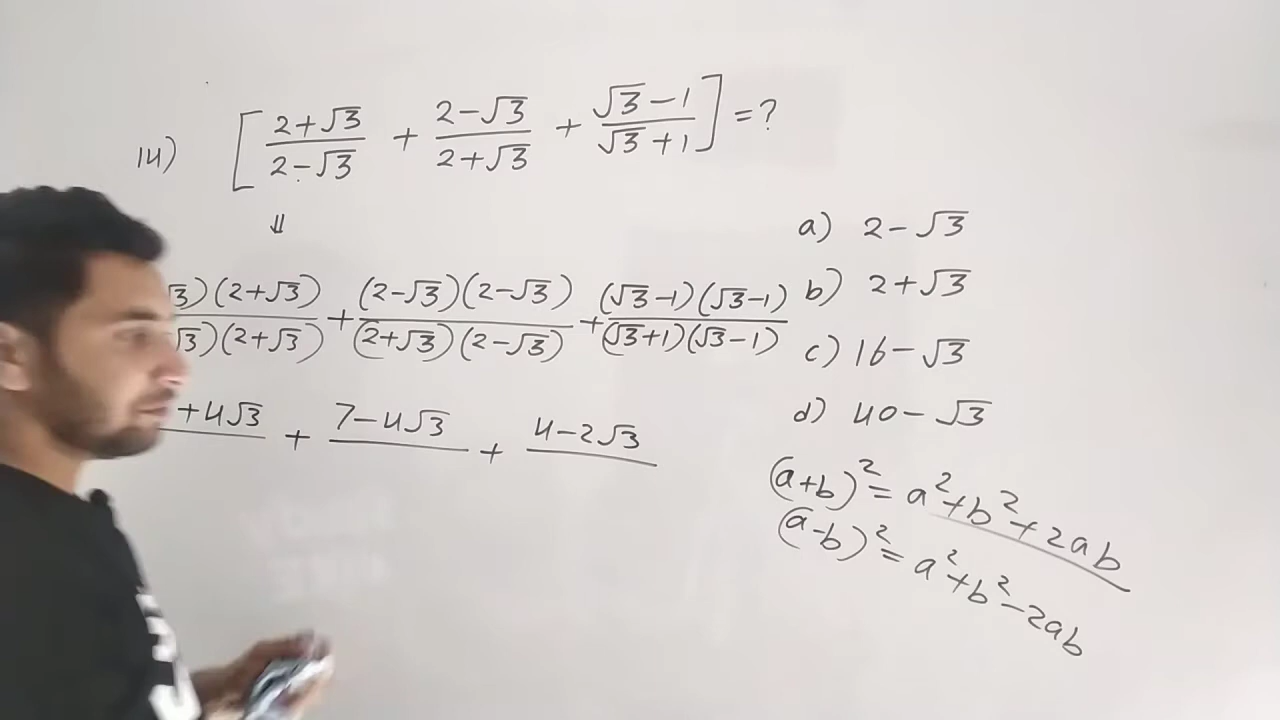 14) [ (2+√3)/(2-√3) + (2-√3)/(2+√3) + (√3-1)/(√3+1) ] = ?
⇓
a) 2-√3
√3)(2+√3) / √3)(2+√3) + (2-√3)(2-√3) / (2+√3)(2-√3) + (√3-1)(√3-1) / (√3+1)(√3-1)
b) 2+√3
c) 16-√3
d) 40-√3
+4√3 + 7-4√3 + 4-2√3
(a+b)² = a²+b²+2ab
(a-b)² = a²+b²-2ab